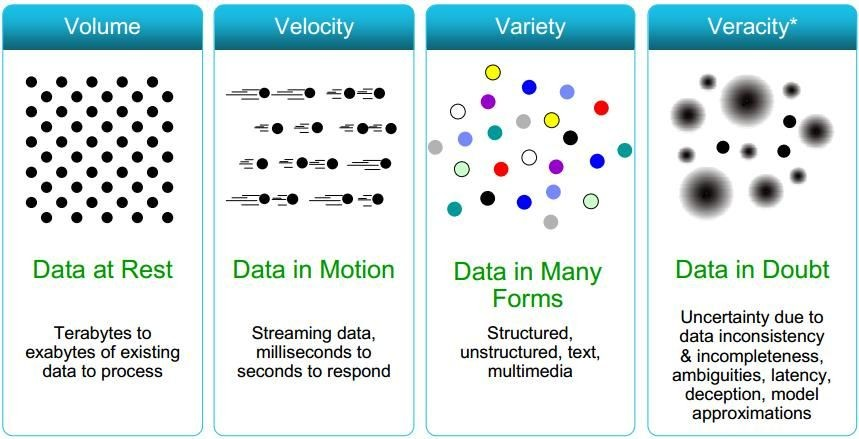 Volume
Data at Rest
Terabytes to
exabytes of existing
data to process
Velocity
Data in Motion
Streaming data,
milliseconds to
seconds to respond
Variety
Data in Many
Forms
Structured,
unstructured, text,
multimedia
Veracity*
Data in Doubt
Uncertainty due to
data inconsistency
& incompleteness,
ambiguities, latency,
deception, model
approximations